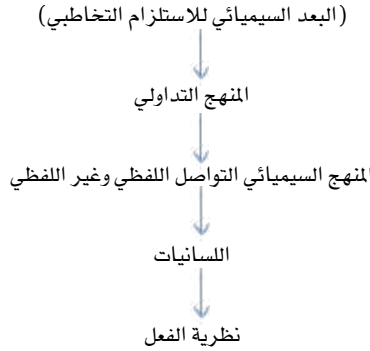 (البعد السيميائي للاستلزام التخاطبي)
المنهج التداولي
المنهج السيميائي التواصل اللفظي وغير اللفظي
اللسانيات
نظرية الفعل